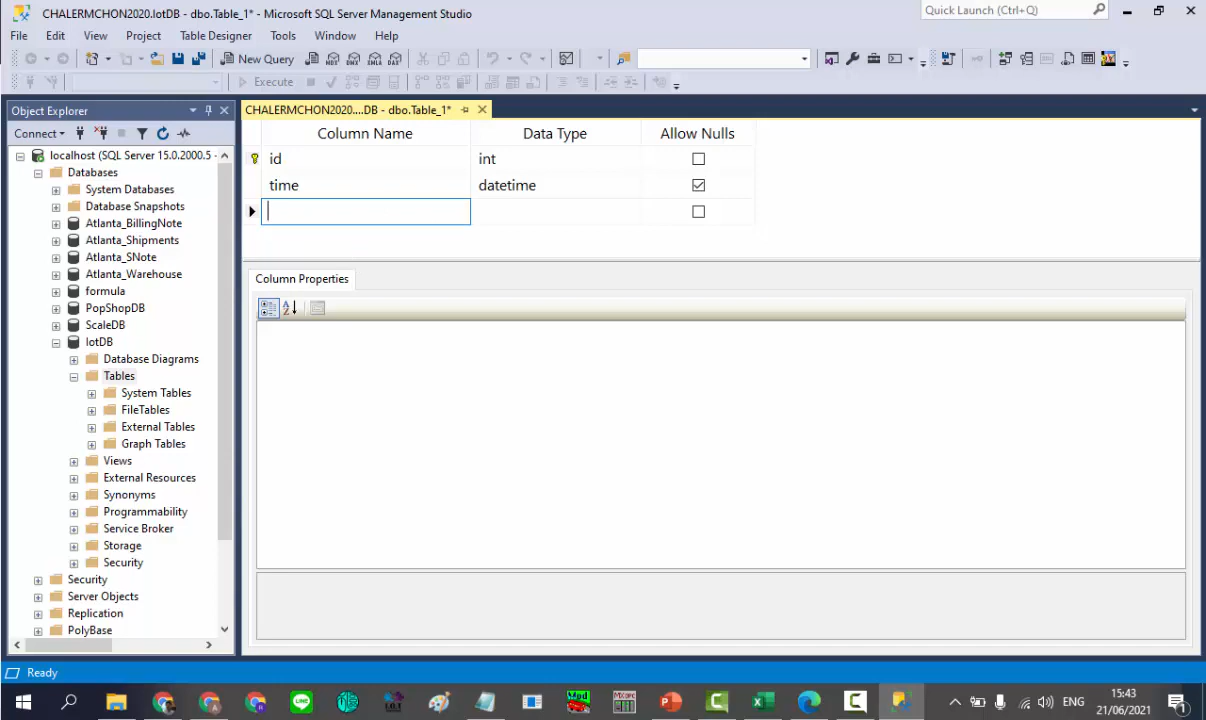 CHALERMCHON2020.IotDB - dbo.Table_1* - Microsoft SQL Server Management Studio
Quick Launch (Ctrl+Q)
File Edit View Project Table Designer Tools Window Help
New Query
Execute
Object Explorer
CHALERMCHON2020....DB - dbo.Table_1*
Connect
Column Name Data Type Allow Nulls
localhost (SQL Server 15.0.2000.5 -
id int
Databases
System Databases
time datetime
Database Snapshots
Atlanta_BillingNote
Atlanta_Shipments
Atlanta_SNote
Atlanta_Warehouse
formula
PopShopDB
ScaleDB
IotDB
Database Diagrams
Tables
System Tables
FileTables
External Tables
Graph Tables
Views
External Resources
Synonyms
Programmability
Service Broker
Storage
Security
Security
Server Objects
Replication
PolyBase
Column Properties
Ready
ENG
15:43
21/06/2021